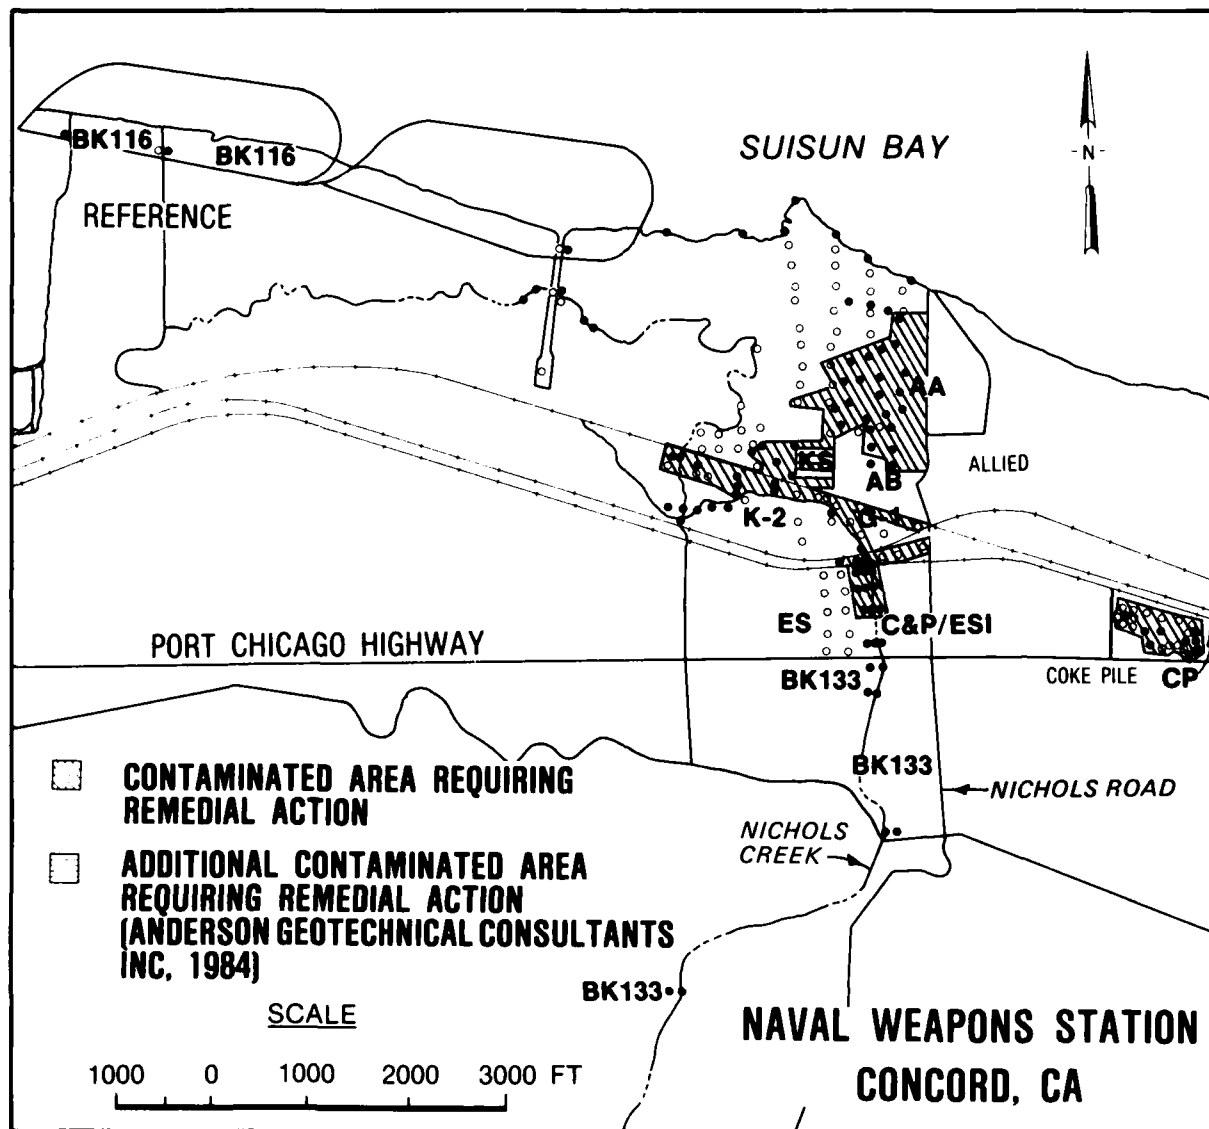 BK116
BK116
SUISUN BAY
N
REFERENCE
AA
KS
ALLIED
AB
K-2
G-1
ES
C&P/ESI
PORT CHICAGO HIGHWAY
BK133
COKE PILE
CP
BK133
NICHOLS ROAD
NICHOLS
CREEK
CONTAMINATED AREA REQUIRING
REMEDIAL ACTION
ADDITIONAL CONTAMINATED AREA
REQUIRING REMEDIAL ACTION
(ANDERSON GEOTECHNICAL CONSULTANTS
INC, 1984)
BK133
SCALE
1000 0 1000 2000 3000 FT
NAVAL WEAPONS STATION
CONCORD, CA